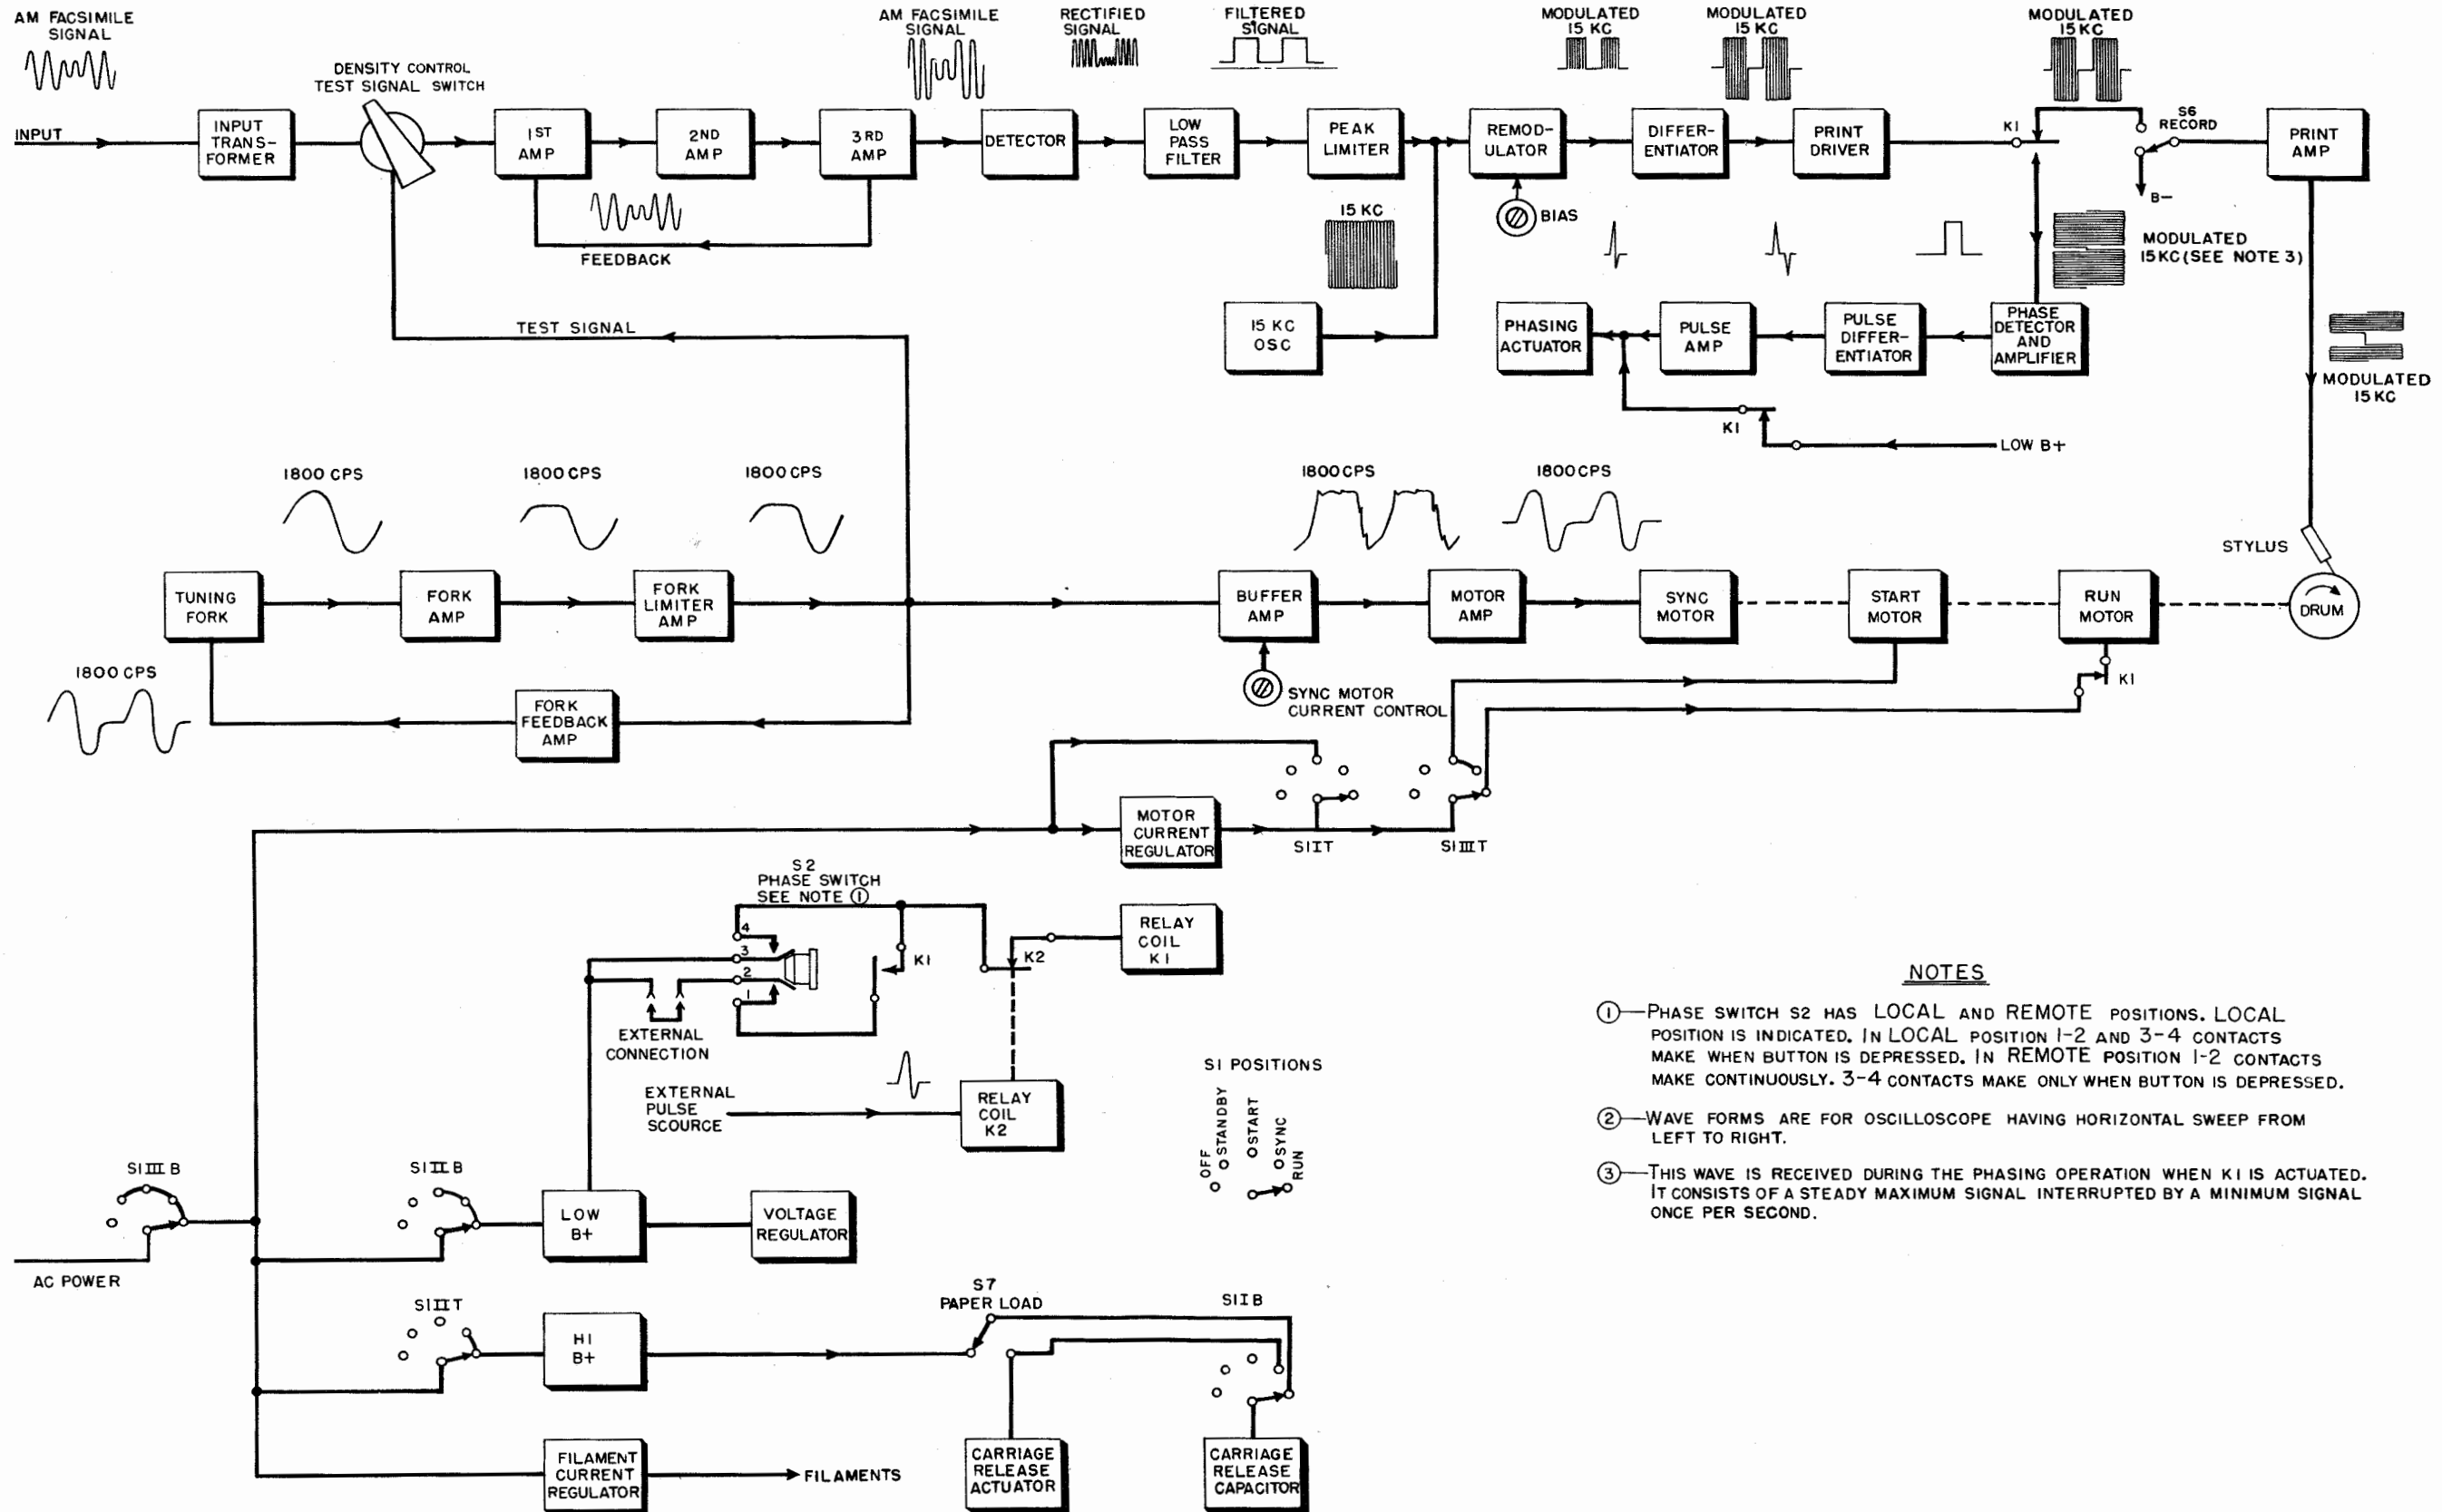 AM FACSIMILE
SIGNAL
DENSITY CONTROL
TEST SIGNAL SWITCH
AM FACSIMILE
SIGNAL
RECTIFIED
SIGNAL
FILTERED
SIGNAL
MODULATED
15 KC
MODULATED
15 KC
MODULATED
15 KC
INPUT
INPUT
TRANS-
FORMER
1ST
AMP
2ND
AMP
3RD
AMP
DETECTOR
LOW
PASS
FILTER
PEAK
LIMITER
REMOD-
ULATOR
DIFFER-
ENTIATOR
PRINT
DRIVER
K1
S6
RECORD
PRINT
AMP
B-
FEEDBACK
15 KC
BIAS
MODULATED
15KC (SEE NOTE 3)
TEST SIGNAL
15 KC
OSC
PHASING
ACTUATOR
PULSE
AMP
PULSE
DIFFER-
ENTIATOR
PHASE
DETECTOR
AND
AMPLIFIER
MODULATED
15 KC
K1
LOW B+
1800 CPS
1800 CPS
1800 CPS
1800 CPS
1800 CPS
STYLUS
TUNING
FORK
FORK
AMP
FORK
LIMITER
AMP
BUFFER
AMP
MOTOR
AMP
SYNC
MOTOR
START
MOTOR
RUN
MOTOR
DRUM
1800 CPS
FORK
FEEDBACK
AMP
SYNC MOTOR
CURRENT CONTROL
K1
MOTOR
CURRENT
REGULATOR
S1IT
S1IIIT
S2
PHASE SWITCH
SEE NOTE ①
4
3
2
1
K1
K2
RELAY
COIL
K1
EXTERNAL
CONNECTION
EXTERNAL
PULSE
SCOURCE
RELAY
COIL
K2
S1 POSITIONS
OFF
STANDBY
START
SYNC
RUN
S1IIIB
S1IIB
LOW
B+
VOLTAGE
REGULATOR
AC POWER
S1IIT
HI
B+
S7
PAPER LOAD
S1IB
FILAMENT
CURRENT
REGULATOR
FILAMENTS
CARRIAGE
RELEASE
ACTUATOR
CARRIAGE
RELEASE
CAPACITOR
NOTES
①—PHASE SWITCH S2 HAS LOCAL AND REMOTE POSITIONS. LOCAL
POSITION IS INDICATED. IN LOCAL POSITION 1-2 AND 3-4 CONTACTS
MAKE WHEN BUTTON IS DEPRESSED. IN REMOTE POSITION 1-2 CONTACTS
MAKE CONTINUOUSLY. 3-4 CONTACTS MAKE ONLY WHEN BUTTON IS DEPRESSED.
②—WAVE FORMS ARE FOR OSCILLOSCOPE HAVING HORIZONTAL SWEEP FROM
LEFT TO RIGHT.
③—THIS WAVE IS RECEIVED DURING THE PHASING OPERATION WHEN K1 IS ACTUATED.
IT CONSISTS OF A STEADY MAXIMUM SIGNAL INTERRUPTED BY A MINIMUM SIGNAL
ONCE PER SECOND.